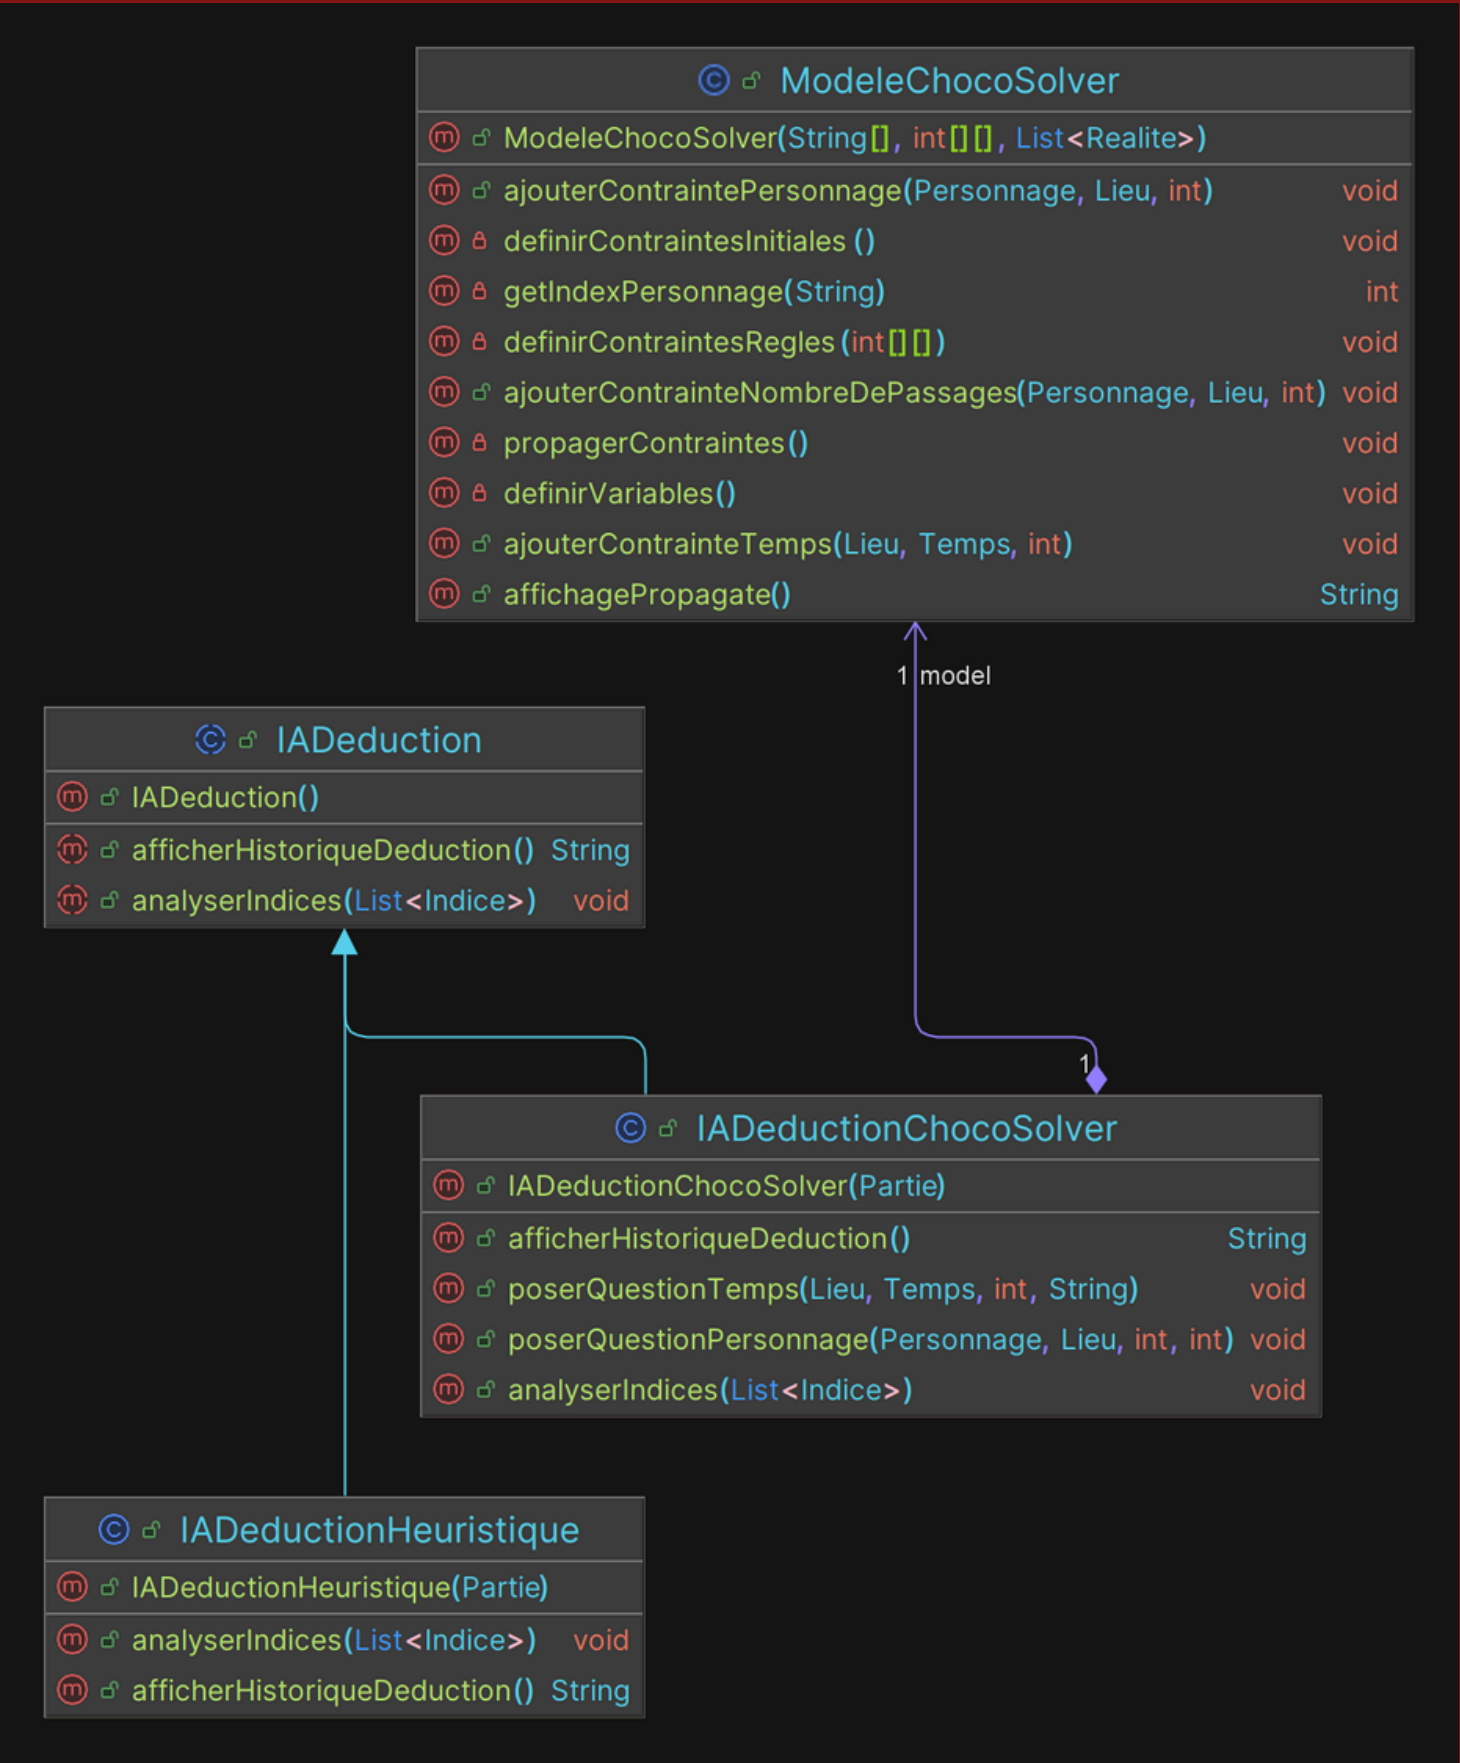 ModeleChocoSolver
ModeleChocoSolver(String[], int[][], List<Realite>)
ajouterContraintePersonnage(Personnage, Lieu, int) void
definirContraintesInitiales () void
getIndexPersonnage(String) int
definirContraintesRegles (int[][]) void
ajouterContrainteNombreDePassages(Personnage, Lieu, int) void
propagerContraintes() void
definirVariables() void
ajouterContrainteTemps(Lieu, Temps, int) void
affichagePropagate() String
1 model
IADeduction
IADeduction()
afficherHistoriqueDeduction() String
analyserIndices(List<Indice>) void
1
IADeductionChocoSolver
IADeductionChocoSolver(Partie)
afficherHistoriqueDeduction() String
poserQuestionTemps(Lieu, Temps, int, String) void
poserQuestionPersonnage(Personnage, Lieu, int, int) void
analyserIndices(List<Indice>) void
IADeductionHeuristique
IADeductionHeuristique(Partie)
analyserIndices(List<Indice>) void
afficherHistoriqueDeduction() String